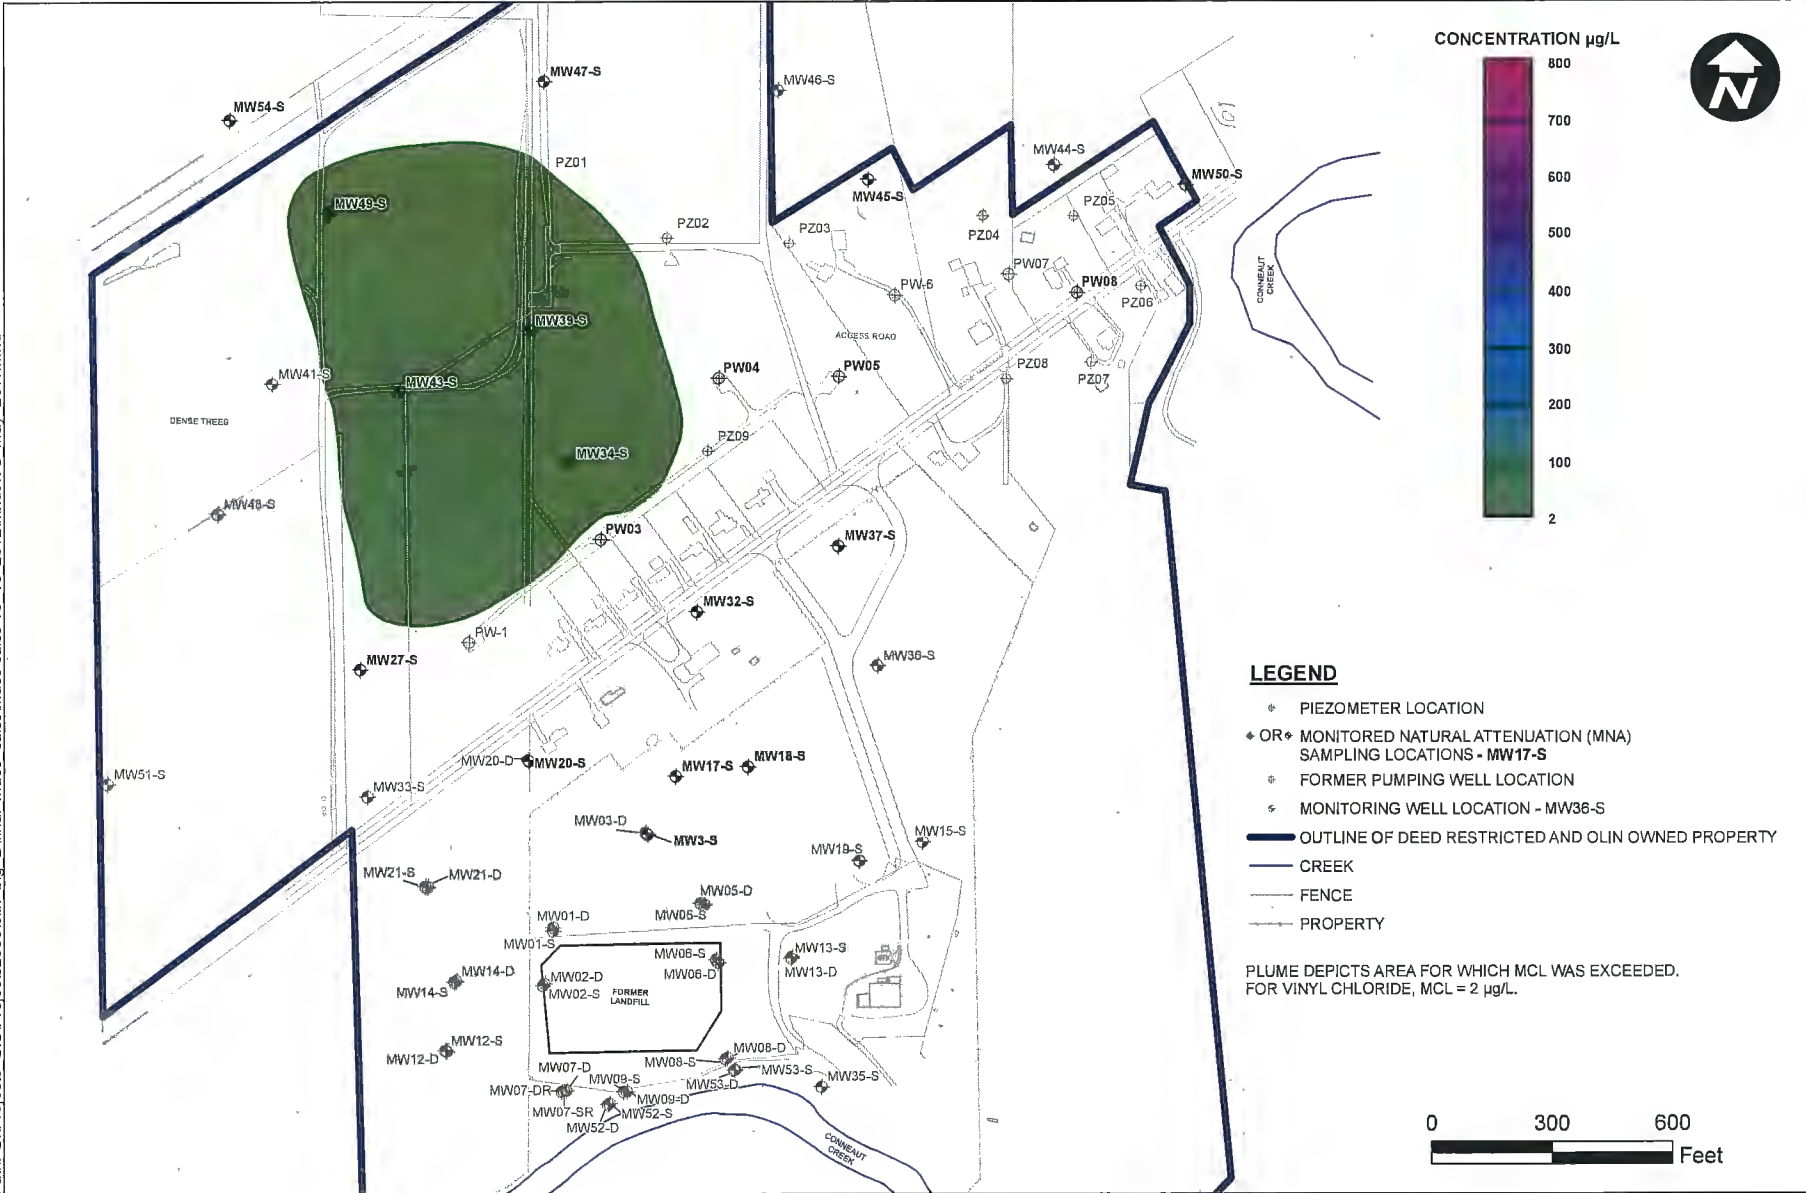 CONCENTRATION µg/L
800
700
600
500
400
300
200
100
2
N
MW47-S
MW46-S
MW54-S
PZ01
MW44-S
MW50-S
MW45-S
MW49-S
PZ02
PZ03
PZ04
PZ05
PW07
PW-6
PW08
PZ06
CONNEAUT
CREEK
MW39-S
ACCESS ROAD
MW41-S
MW43-S
PW04
PW05
PZ08
PZ07
DENSE TREES
PZ09
MW34-S
MW48-S
PW03
MW37-S
MW32-S
PW-1
MW27-S
MW36-S
MW20-D
MW20-S
MW17-S
MW18-S
MW51-S
MW33-S
MW03-D
MW3-S
MW15-S
MW19-S
MW21-S
MW21-D
MW05-D
MW05-S
MW01-D
MW01-S
MW06-S
MW06-D
MW13-S
MW13-D
MW14-D
MW14-S
MW02-D
MW02-S
FORMER
LANDFILL
MW12-S
MW12-D
MW08-D
MW08-S
MW07-D
MW09-S
MW53-S
MW53-D
MW35-S
MW07-DR
MW09-D
MW07-SR
MW52-S
MW52-D
CONNEAUT
CREEK
LEGEND
PIEZOMETER LOCATION
OR MONITORED NATURAL ATTENUATION (MNA)
SAMPLING LOCATIONS - MW17-S
FORMER PUMPING WELL LOCATION
MONITORING WELL LOCATION - MW36-S
OUTLINE OF DEED RESTRICTED AND OLIN OWNED PROPERTY
CREEK
FENCE
PROPERTY
PLUME DEPICTS AREA FOR WHICH MCL WAS EXCEEDED.
FOR VINYL CHLORIDE, MCL = 2 µg/L.
0 300 600
Feet